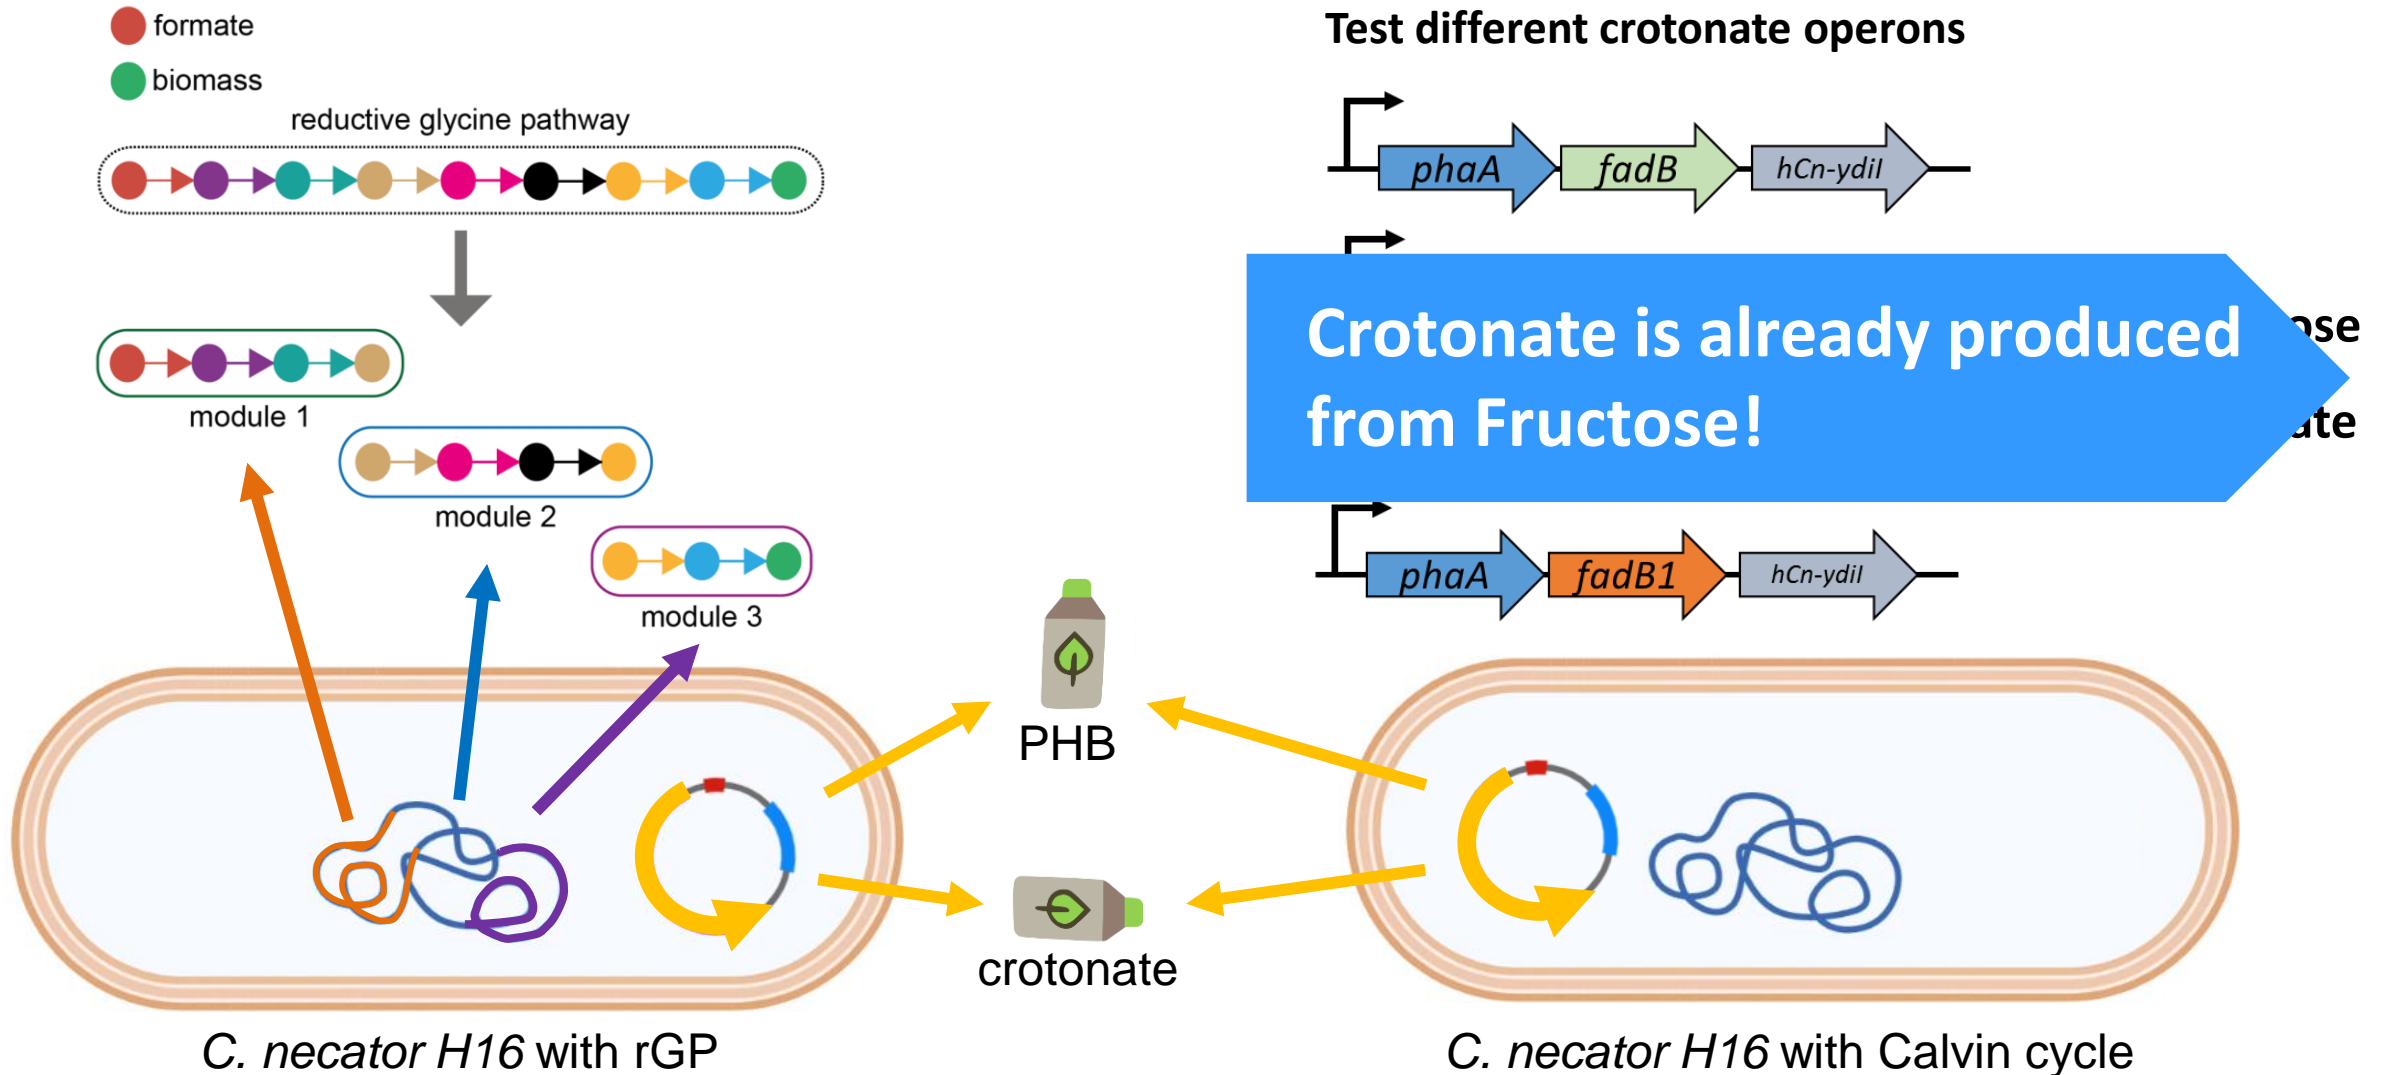 formate
biomass
reductive glycine pathway
module 1
module 2
module 3
Test different crotonate operons
phaA
fadB
hCn-ydiI
Crotonate is already produced
from Fructose!
phaA
fadB1
hCn-ydiI
PHB
crotonate
C. necator H16 with rGP
C. necator H16 with Calvin cycle